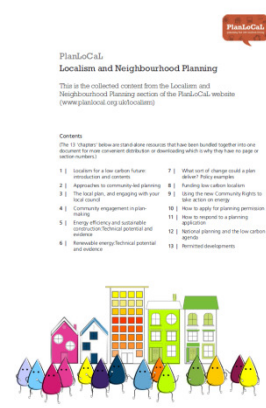 PlanLoCaL
PlanLoCaL
Localism and Neighbourhood Planning
This is the collected content from the Localism and
Neighbourhood Planning section of the PlanLoCaL website
(www.planlocal.org.uk/localism)
Contents
(The 13 'chapters' below are standalone resources that have been bundled together into one
document for more convenient distribution or downloading which is why they have no page or
section numbers.)
1 | Localism for a low carbon future:
introduction and contents
2 | Approaches to community-led planning
3 | The local plan, and engaging with your
local council
4 | Community engagement in plan-
making
5 | Energy efficiency and sustainable
construction: Technical potential and
evidence
6 | Renewable energy: Technical potential
and evidence
7 | What sort of change could a plan
deliver? Policy examples
8 | Funding low carbon localism
9 | Using the new Community Rights to
take action on energy
10 | How to apply for planning permission
11 | How to respond to a planning
application
12 | National planning and the low carbon
agenda
13 | Permitted developments